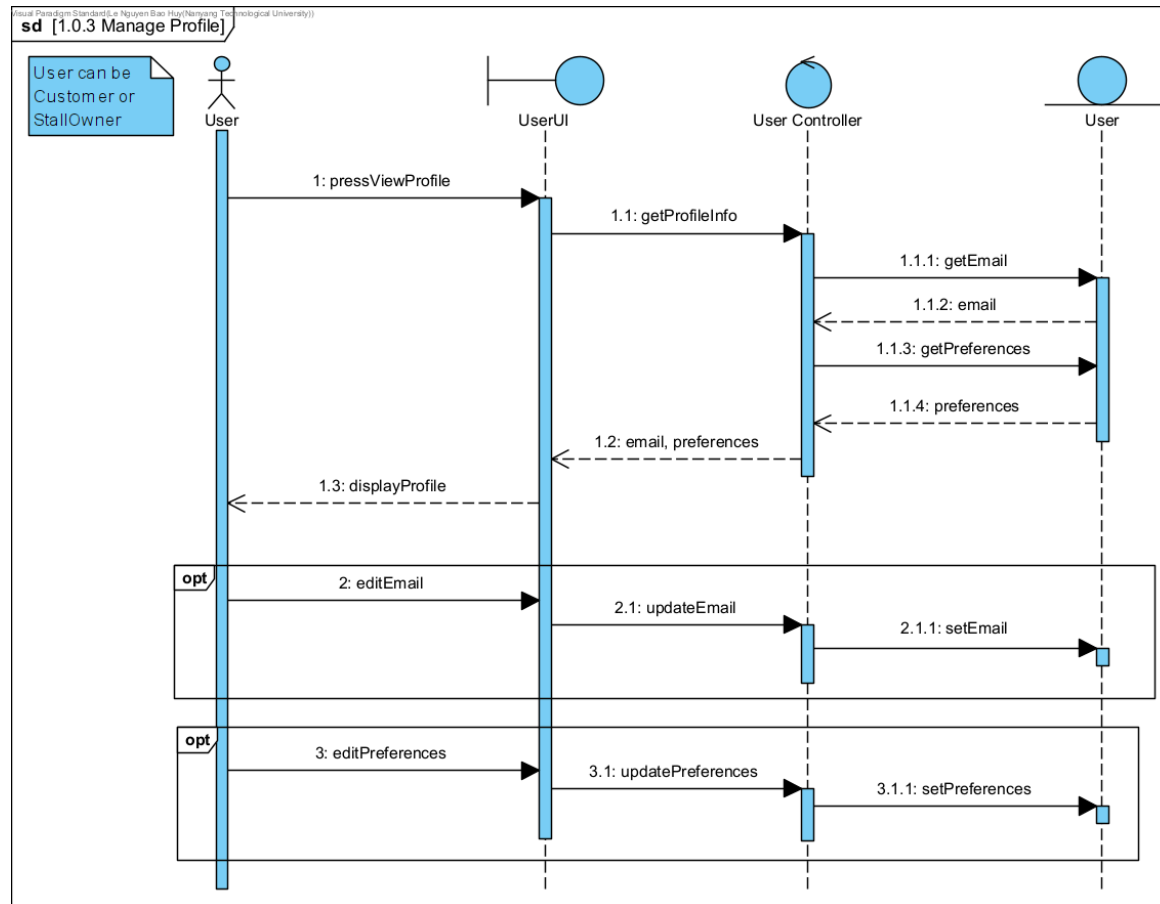 Visual Paradigm Standard(Le Nguyen Bao Huy(Nanyang Technological University))
sd [1.0.3 Manage Profile]
User can be
Customer or
StallOwner
User
UserUI
User Controller
User
1: pressViewProfile
1.1: getProfileInfo
1.1.1: getEmail
1.1.2: email
1.1.3: getPreferences
1.1.4: preferences
1.2: email, preferences
1.3: displayProfile
opt
2: editEmail
2.1: updateEmail
2.1.1: setEmail
opt
3: editPreferences
3.1: updatePreferences
3.1.1: setPreferences